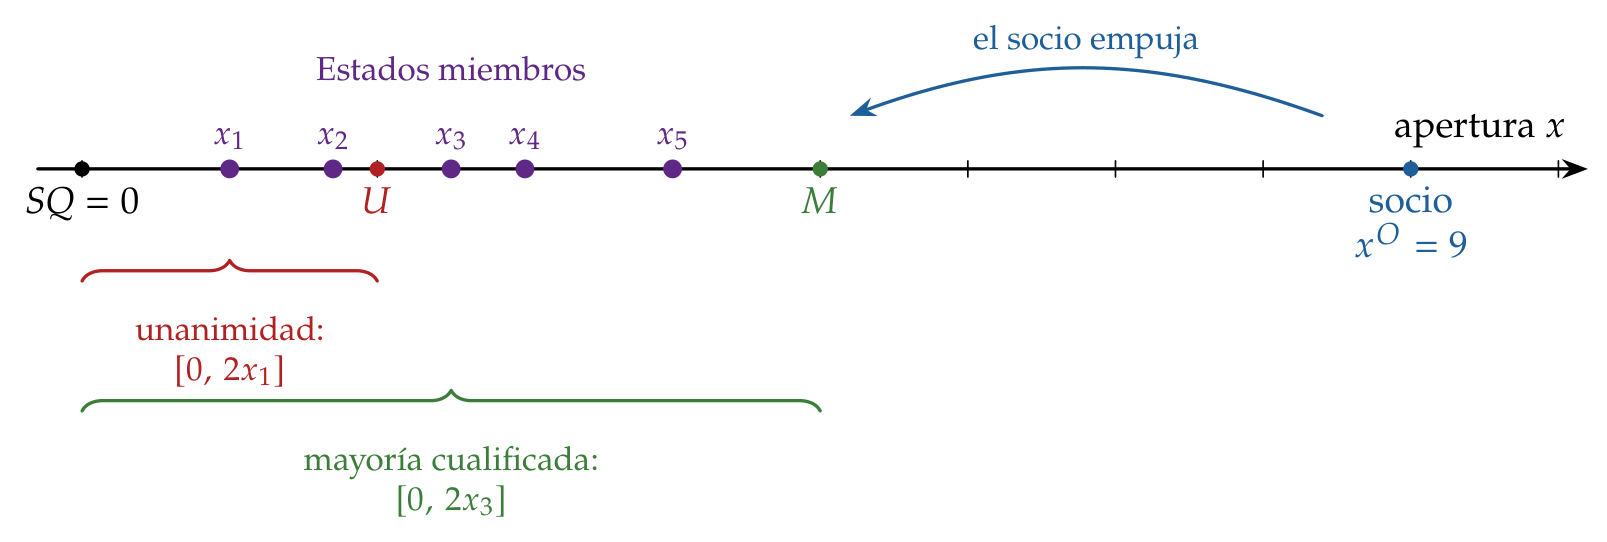 el socio empuja
Estados miembros
apertura x
x₁ x₂ x₃ x₄ x₅
SQ = 0 U M socio
x^O = 9
unanimidad:
[0, 2x₁]
mayoría cualificada:
[0, 2x₃]